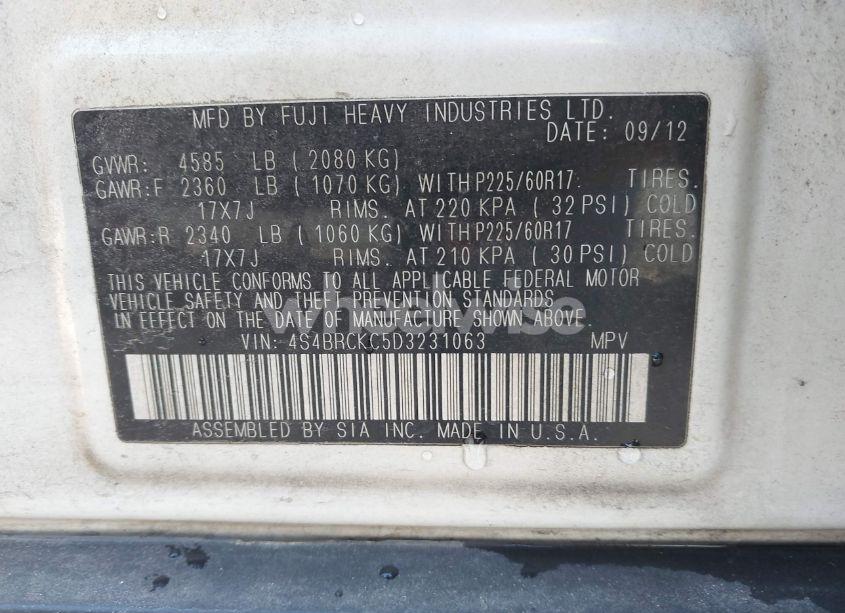 MFD BY FUJI HEAVY INDUSTRIES LTD.
DATE: 09/12
GVWR: 4585 LB ( 2080 KG)
GAWR:F 2360 LB ( 1070 KG) WITH P225/60R17: TIRES.
17X7J RIMS. AT 220 KPA ( 32 PSI) COLD
GAWR:R 2340 LB ( 1060 KG) WITH P225/60R17 TIRES.
17X7J RIMS. AT 210 KPA ( 30 PSI) COLD
THIS VEHICLE CONFORMS TO ALL APPLICABLE FEDERAL MOTOR
VEHICLE SAFETY AND THEFT PREVENTION STANDARDS
IN EFFECT ON THE DATE OF MANUFACTURE SHOWN ABOVE.
wheelywise
VIN: 4S4BRCKC5D3231063 MPV
ASSEMBLED BY SIA INC. MADE IN U.S.A.